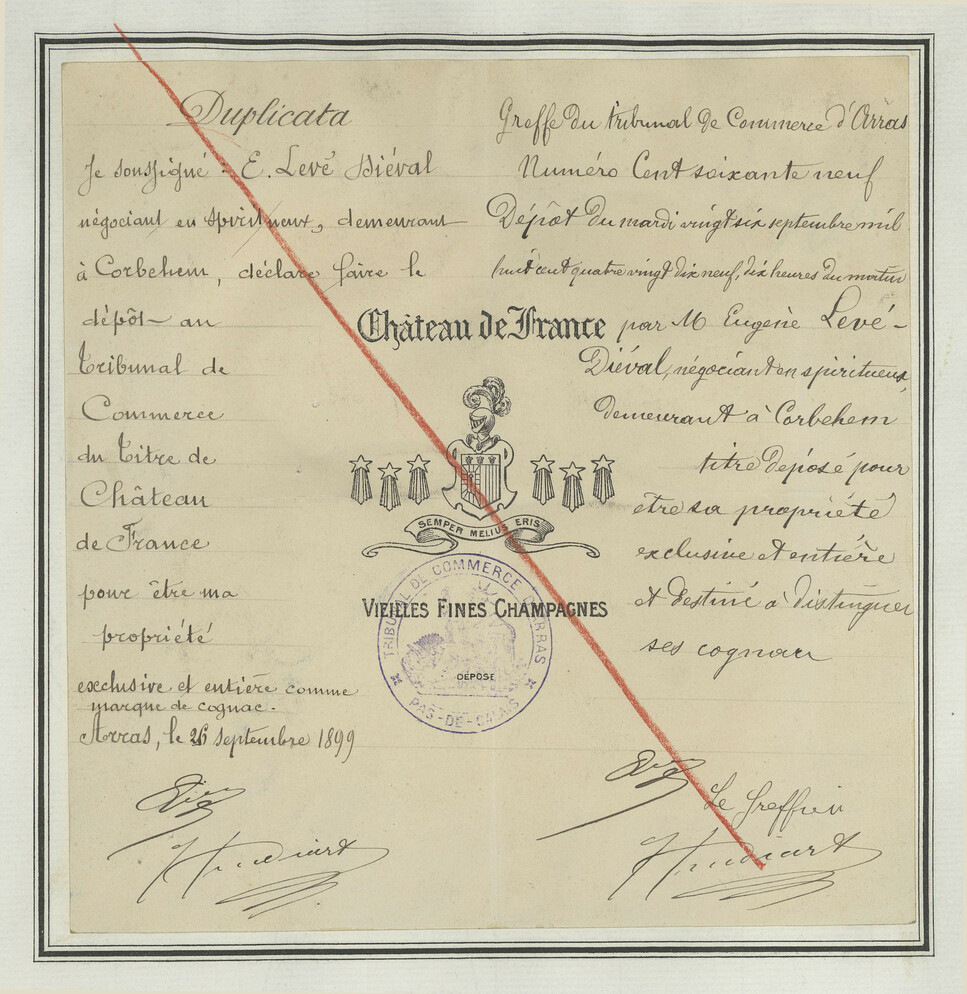 Duplicata
Je soussigné : E. Levé Diéval
négociant en spiritueux, demeurant
à Corbehem, déclare faire le
dépôt au
Tribunal de
Commerce
du Titre de
Château
de France
pour être ma
propriété
exclusive et entière comme
marque de cognac.
Arras, le 26 septembre 1899
Greffe du tribunal de Commerce d'Arras
Numéro Cent soixante neuf
Dépôt du mardi vingt six septembre mil
huit cent quatre vingt dix neuf, dix heures du matin
par M Eugène Levé-
Diéval, négociant en spiritueux,
demeurant à Corbehem
titre déposé pour
être sa propriété
exclusive et entière
et destiné à distinguer
ses cognac
Le Greffier
Château de France
SEMPER MELIUS ERIS
VIEILLES FINES CHAMPAGNES
TRIBUNAL DE COMMERCE D'ARRAS
DÉPOSÉ
PAS-DE-CALAIS